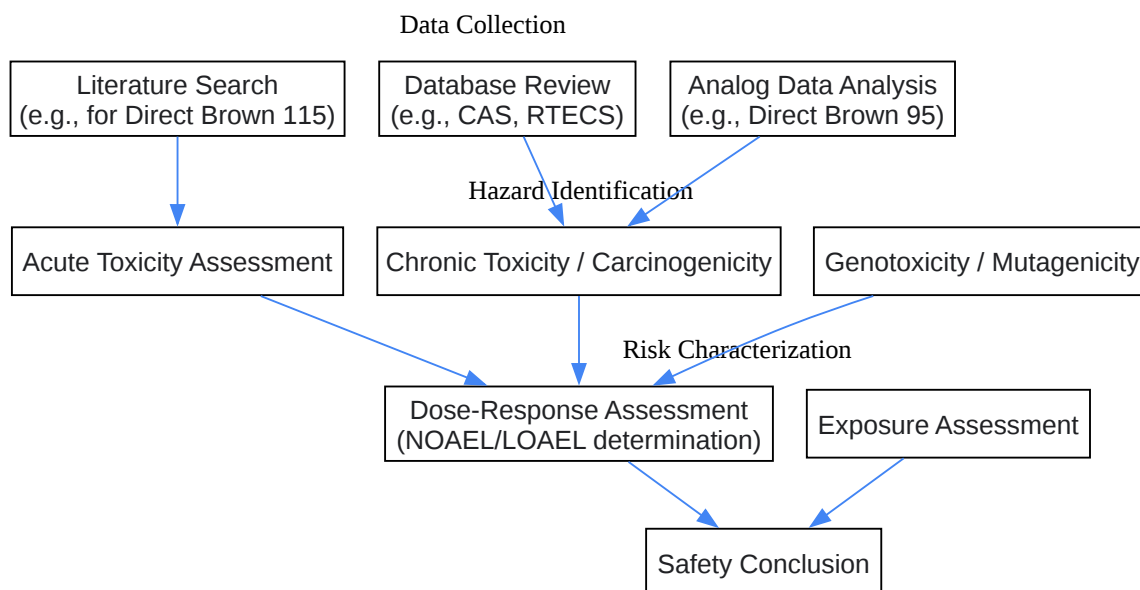 Data Collection
Literature Search
(e.g., for Direct Brown 115)
Database Review
(e.g., CAS, RTECS)
Analog Data Analysis
(e.g., Direct Brown 95)
Hazard Identification
Acute Toxicity Assessment
Chronic Toxicity / Carcinogenicity
Genotoxicity / Mutagenicity
Risk Characterization
Dose-Response Assessment
(NOAEL/LOAEL determination)
Exposure Assessment
Safety Conclusion